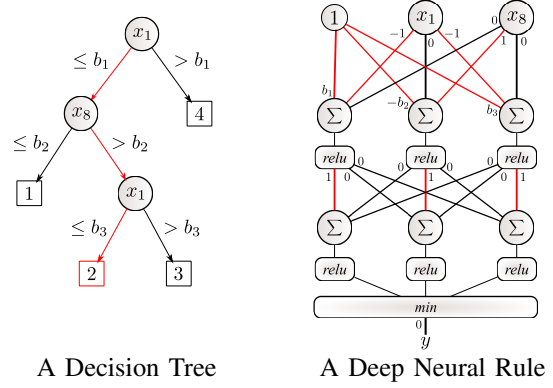 x₁
≤ b₁ > b₁
x₈ 4
≤ b₂ > b₂
1 x₁
≤ b₃ > b₃
2 3
A Decision Tree
1 x₁ x₈
−1 0 −1 0 1 0
b₁ −b₂ b₃
∑ ∑ ∑
relu relu relu
1 0 0 0 1 0 0 0 1
∑ ∑ ∑
relu relu relu
min
0
y
A Deep Neural Rule